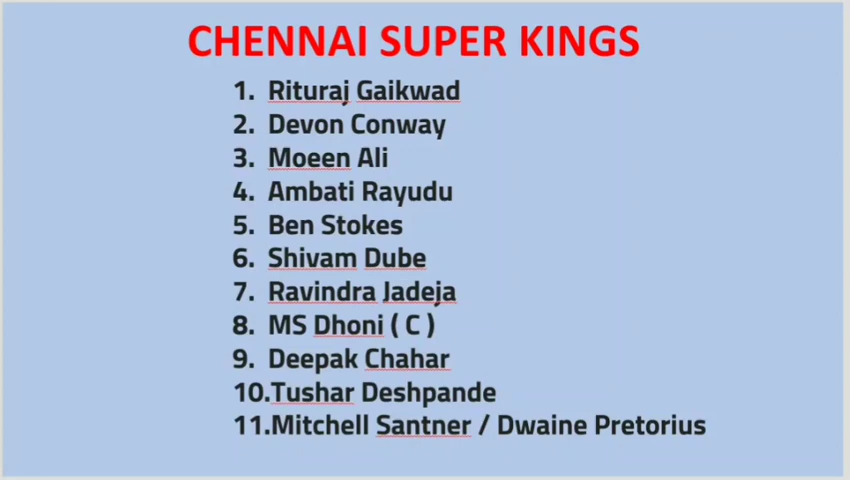 CHENNAI SUPER KINGS
1. Rituraj Gaikwad
2. Devon Conway
3. Moeen Ali
4. Ambati Rayudu
5. Ben Stokes
6. Shivam Dube
7. Ravindra Jadeja
8. MS Dhoni ( C )
9. Deepak Chahar
10.Tushar Deshpande
11.Mitchell Santner / Dwaine Pretorius